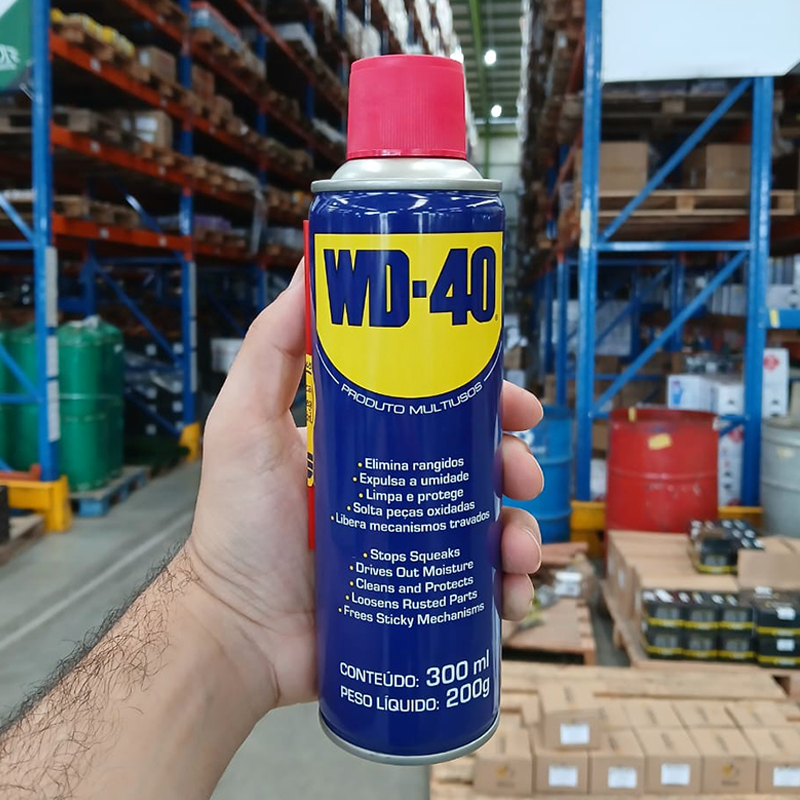 WD-40
PRODUTO MULTIUSOS
• Elimina rangidos
• Expulsa a umidade
• Limpa e protege
• Solta peças oxidadas
• Libera mecanismos travados
• Stops Squeaks
• Drives Out Moisture
• Cleans and Protects
• Loosens Rusted Parts
• Frees Sticky Mechanisms
CONTEÚDO: 300 ml
PESO LÍQUIDO: 200g